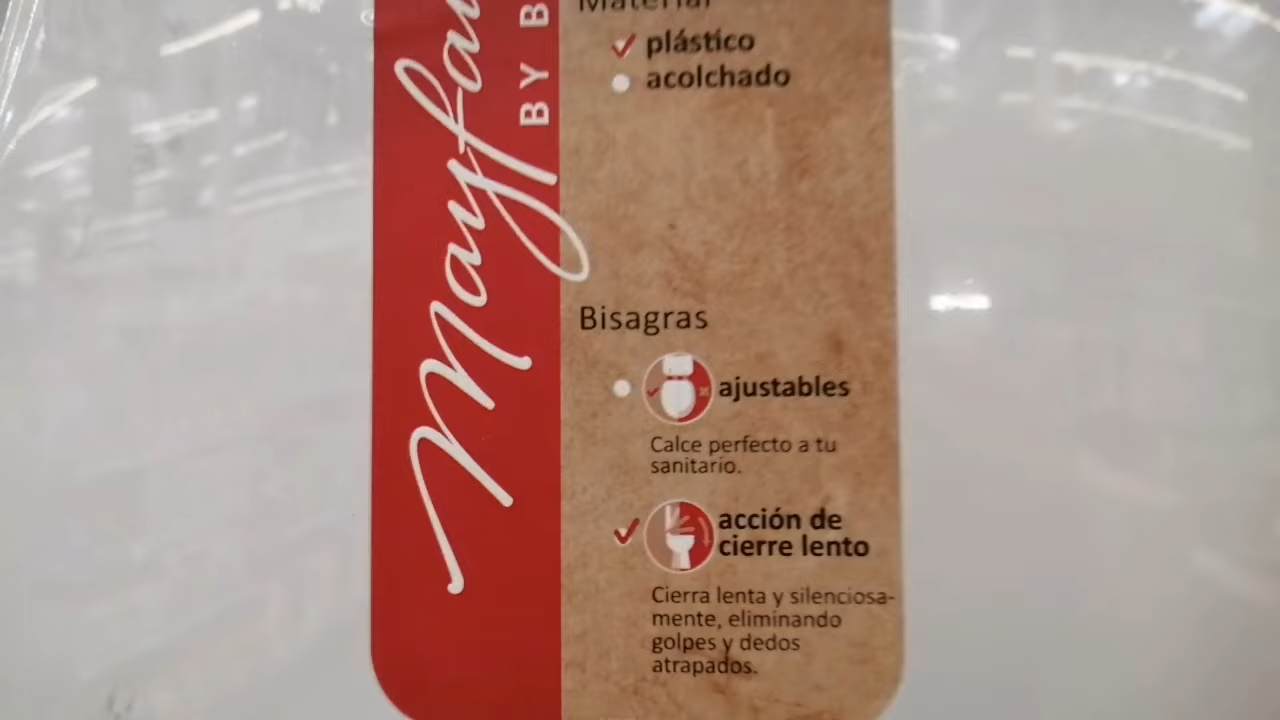 Material
plástico
acolchado
BY B
Bisagras
ajustables
Calce perfecto a tu
sanitario.
acción de
cierre lento
Cierra lenta y silenciosa-
mente, eliminando
golpes y dedos
atrapados.